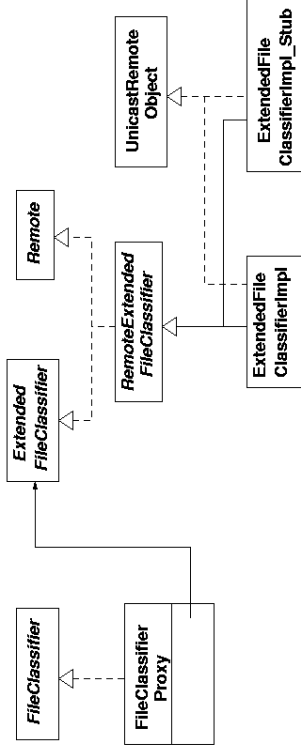 FileClassifier
Extended
FileClassifier
Remote
UnicastRemote
Object
FileClassifier
Proxy
RemoteExtended
FileClassifier
ExtendedFile
ClassifierImpl
ExtendedFile
ClassifierImpl_Stub